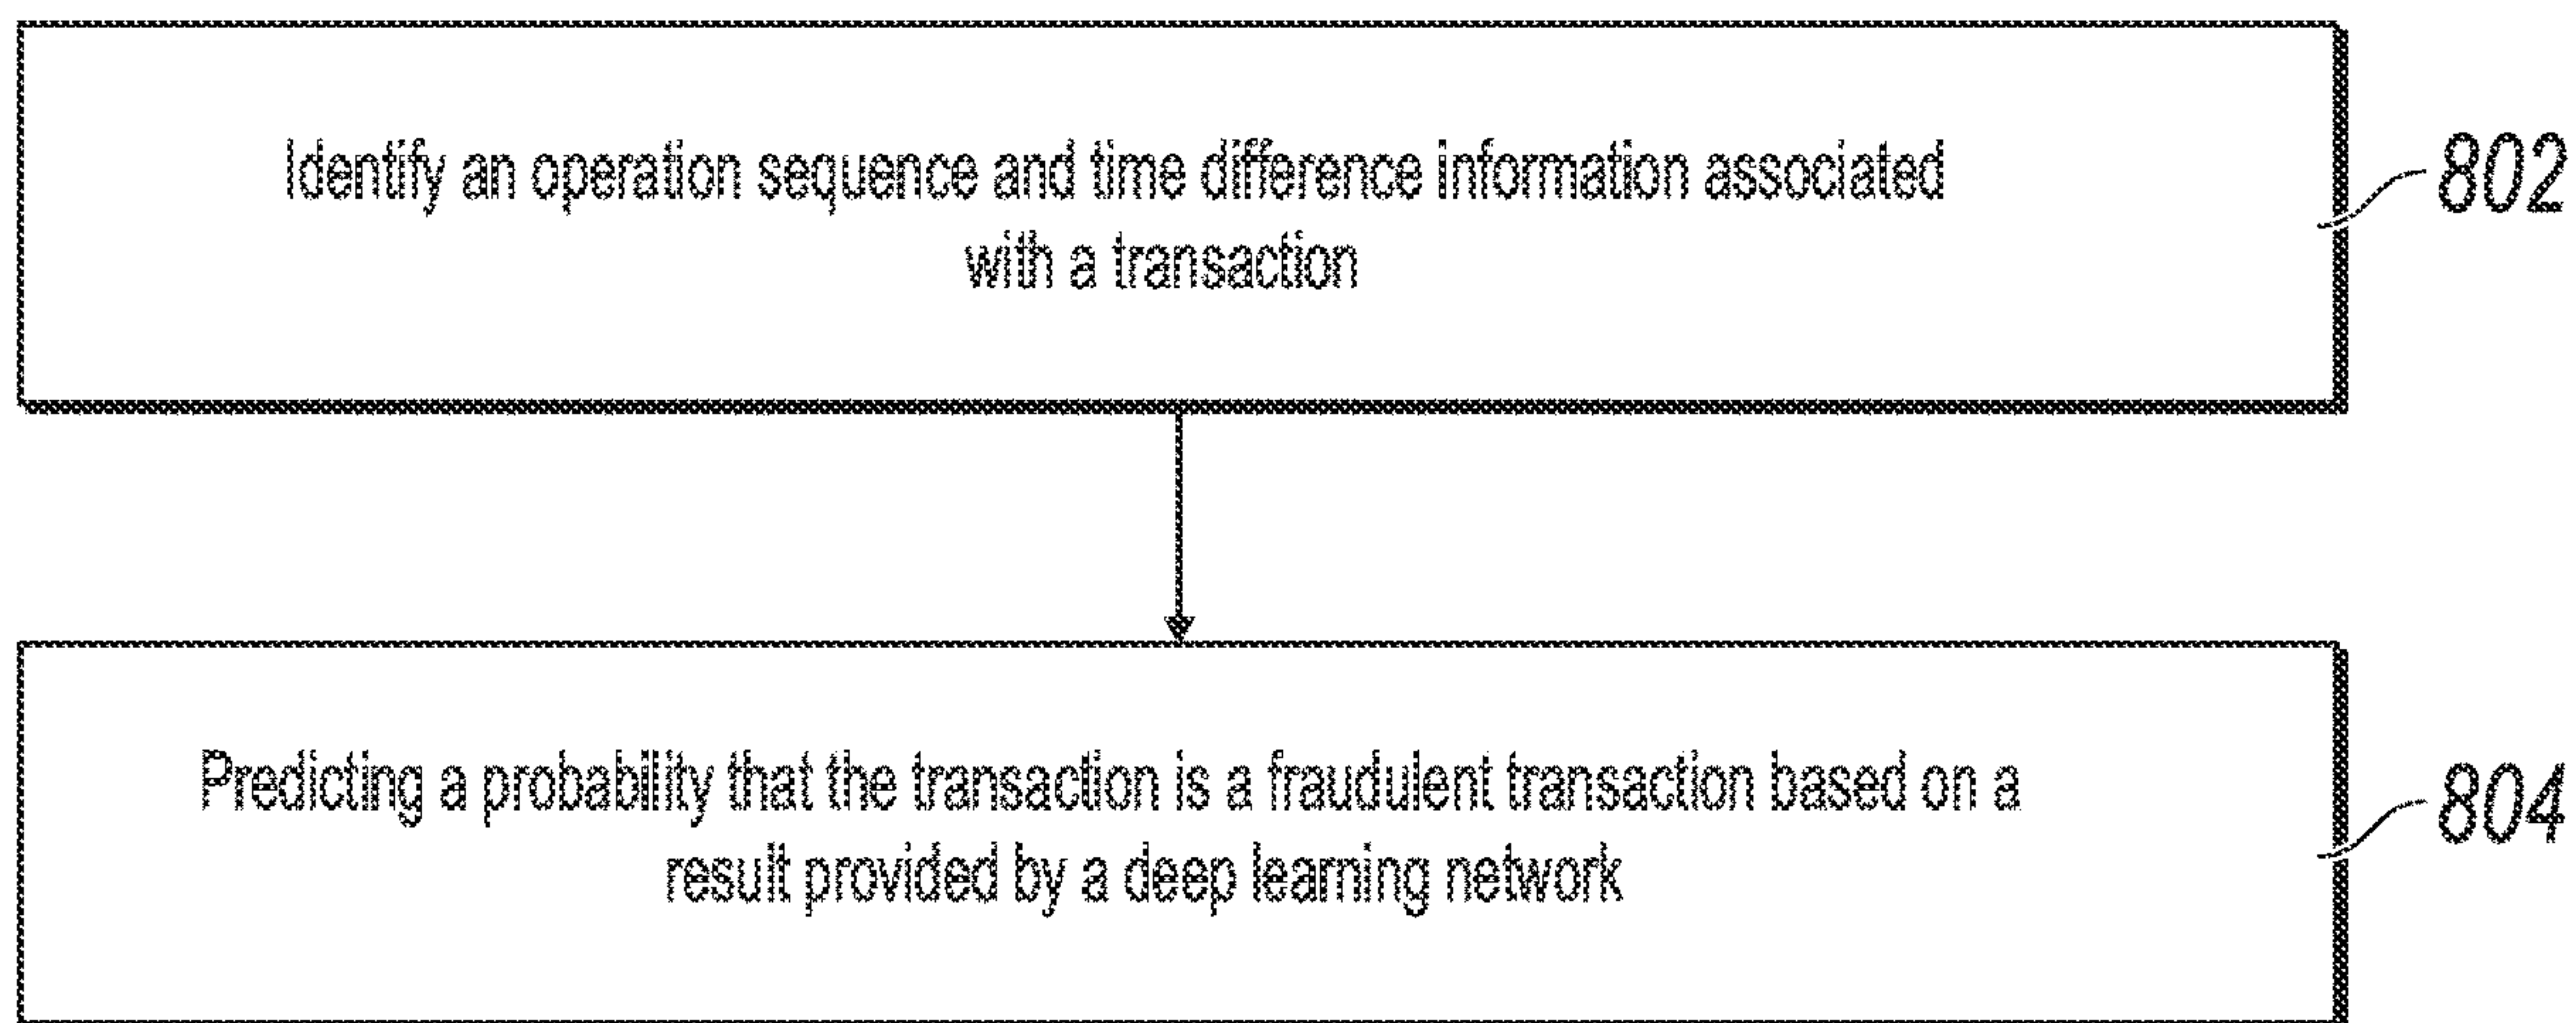 Identify an operation sequence and time difference information associated
with a transaction
802
Predicting a probability that the transaction is a fraudulent transaction based on a
result provided by a deep learning network
804